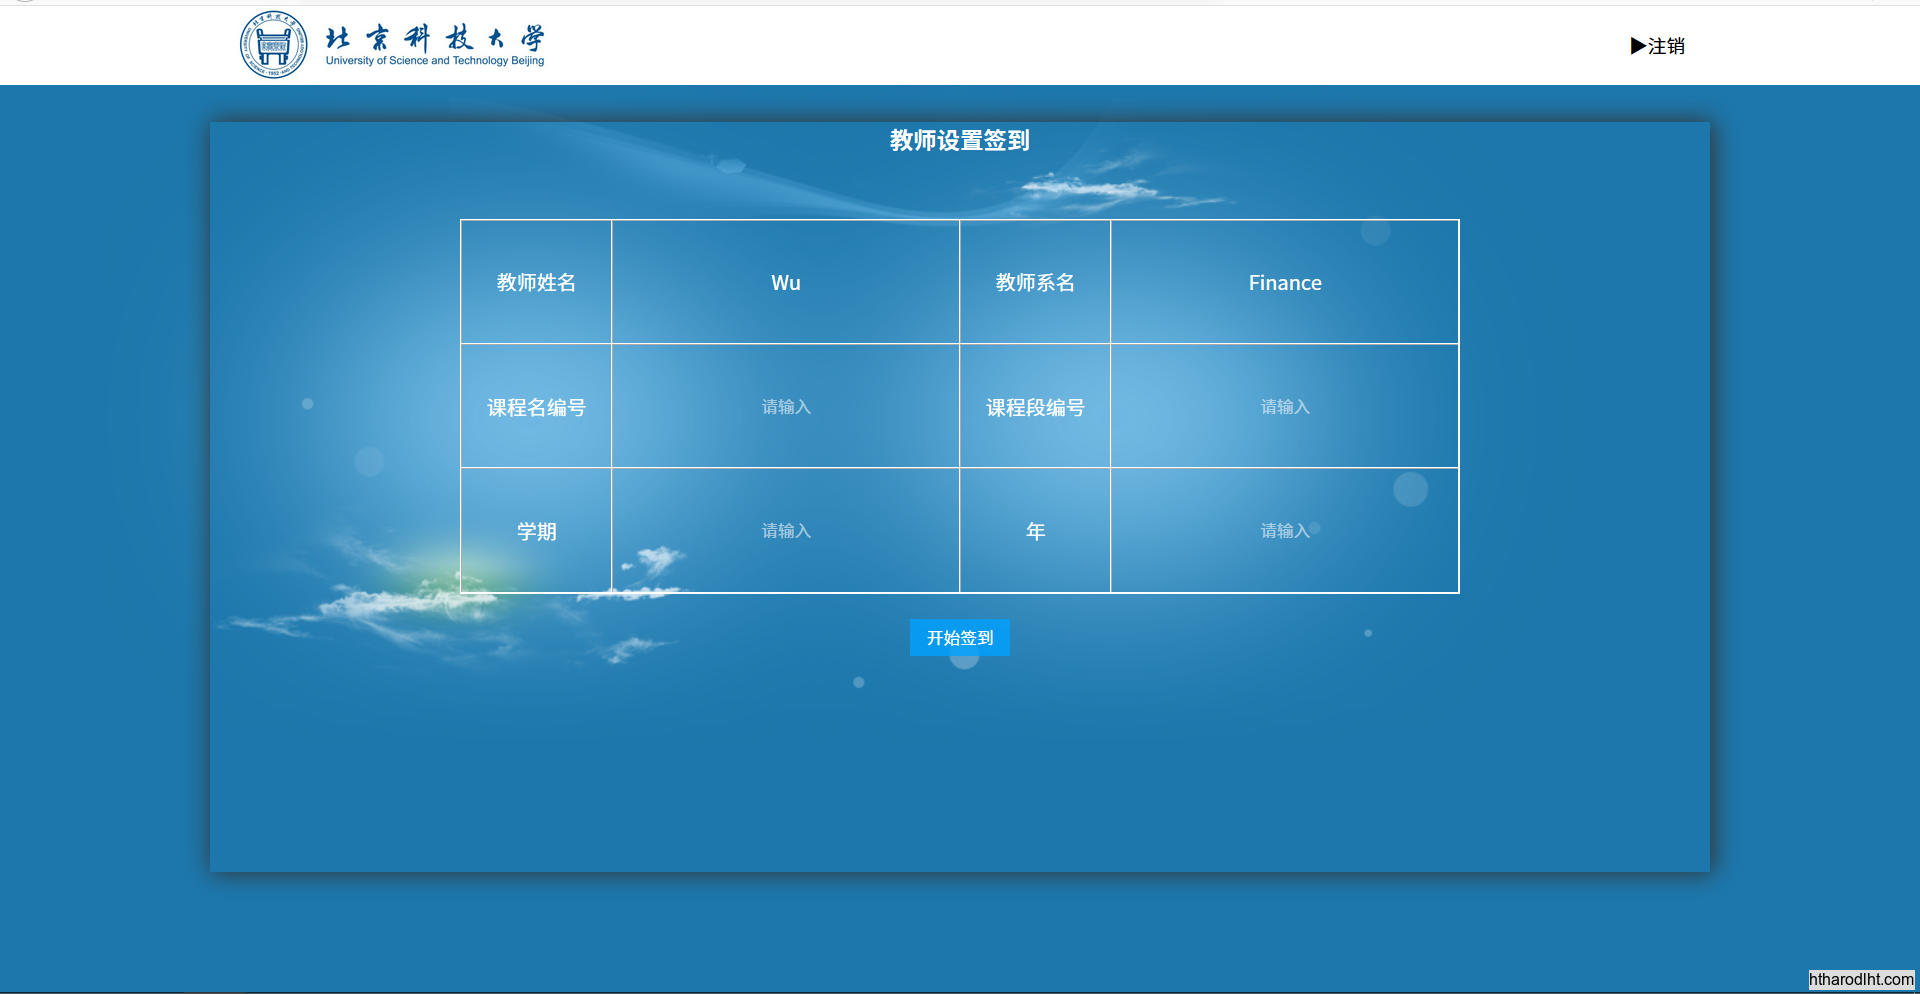 北京科技大学
University of Science and Technology Beijing
▶注销
教师设置签到
教师姓名 Wu 教师系名 Finance
课程名编号 请输入 课程段编号 请输入
学期 请输入 年 请输入
开始签到
htharodlht.com